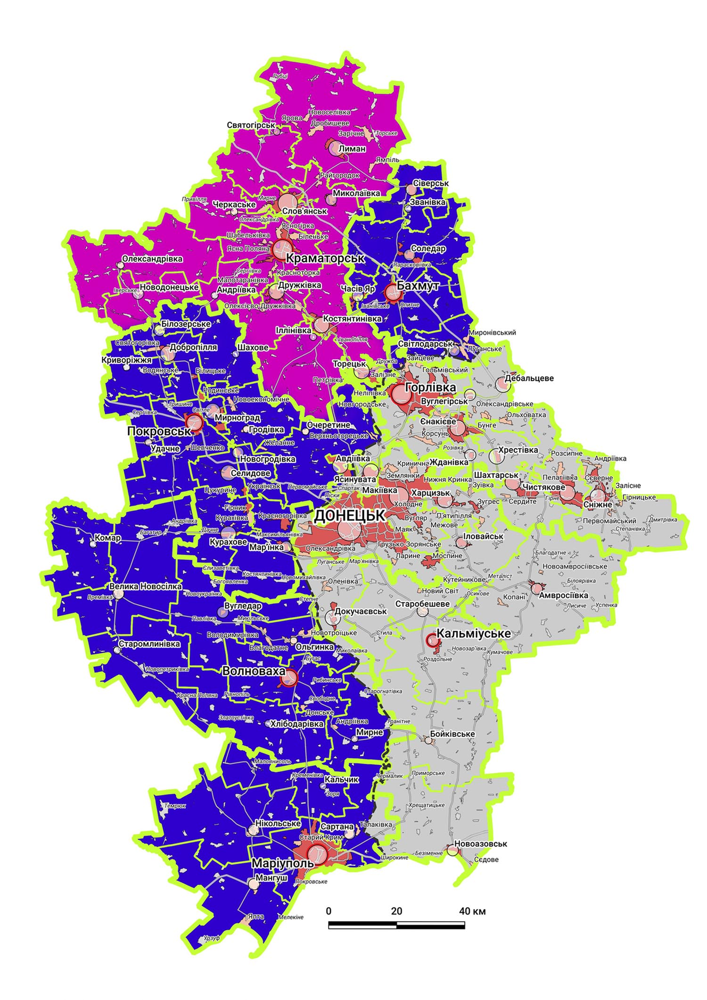 Рубці
Новоселівка
Ярова
Дробишеве
Святогірськ
Зарічне
Торське
Лиман
Ямпіль
Райгородок
Сіверськ
Миколаївка
Привілля
Мирне
Званівка
Черкаське
Слов'янськ
Олександрівка
Ясногірка
Шабельківка
Біленьке
Ясна Поляна
Соледар
Краматорськ
Олександрівка
Парасковіївка
Сергіївка
Красноторка
Малотаранівка
Іверське
Новодонецьке
Андріївка
Дружківка
Часів Яр
Бахмут
Олексієво-Дружківка
Іванівське
Опитне
Костянтинівка
Білозерське
Іллінівка
Миронівський
Іванопілля
Святогорівка
Добропілля
Шахове
Світлодарськ
Луганське
Криворіжжя
Зайцеве
Торецьк
Дружба
Водянське
Білицьке
Залізне
Гольмівський
Дебальцеве
Петрівка
Горлівка
Родинське
Неліпівка
Новоекономічне
Вуглегірськ
Новгородське
Олександрівське
Гришине
Сергіївка
Світле
Ольховатка
Мирноград
Єнакієве
Покровськ
Гродівка
Очеретине
Бунге
Верхньоторецьке
Корсунь
Удачне
Шевченко
Желанне
Розівка
Хрестівка
Розсипне
Новогродівка
Авдіївка
Кринична
Жданівка
Андріївка
Селидове
Ясинувата
Землянки
Нижня Кринка
Шахтарськ
Пелагіївка
Сєверне
Цукурине
Українськ
Первомайське
Спартак
Макіївка
Харцизьк
Зуївка
Чистякове
Залісне
Піски
Гірне
Гірницьке
Гірник
Холодне
Зугрес
Сердите
Сніжне
Курахівка
Красногорівка
ДОНЕЦЬК
Вугляр
П'ятипілля
Андріївка
Межове
Первомайський
Дмитрівка
Багатир
Дачне
Максимільянівка
Маяк
Степанівка
Комар
Курахове
Мар'їнка
Іловайськ
Олександрівка
Грузько-Зорянське
Ларине
Моспине
Благодатне
Луганське
Мар'янівка
Єлизаветівка
Новоамвросіївське
Костянтинівка
Новомихайлівка
Богоявленка
Оленівка
Кутейникове
Металіст
Білоярівка
Велика Новосілка
Новоукраїнка
Новий Світ
Осикове
Времівка
Степне
Копані
Амвросіївка
Вугледар
Старобешеве
Лисиче
Успенка
Павлівка
Микільське
Докучаєвськ
Володимирівка
Новотроїцьке
Стила
Кальміуське
Старомлинівка
Благодатне
Ольгинка
Миколаївка
Новозар'ївка
Кумачове
Бугас
Роздольне
Новопетриківка
Волноваха
Рибинське
Красна Поляна
Рівнопіль
Старогнатівка
Свободне
Донське
Златоустівка
Хлібодарівка
Андріївка
Гранітне
Мирне
Бойківське
Малоянисоль
Кременівка
Кальчик
Чермалик
Приморське
Зоря
Темрюк
Хрещатицьке
Нікольське
Сартана
Талаківка
Старий Крим
Новоазовськ
Маріуполь
Широкине
Безіменне
Сєдове
Мангуш
Покровське
0 20 40 км
Ялта
Мелекіне
Урзуф